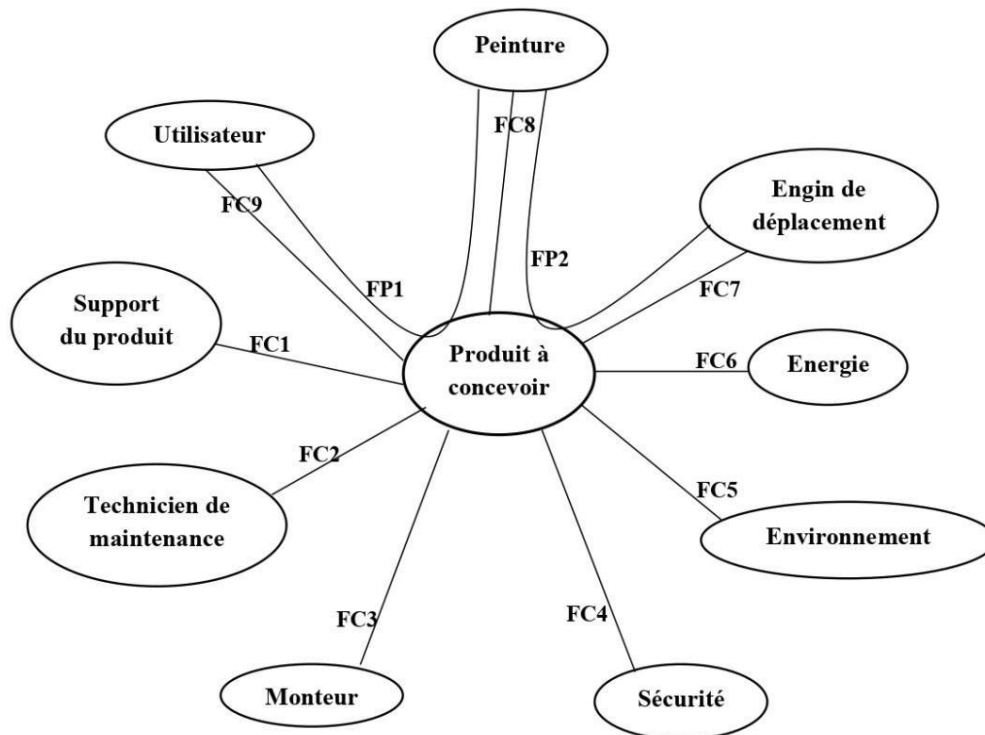 Peinture
FC8
Utilisateur
FC9
Engin de
déplacement
FP1
FP2
FC7
Support
du produit
FC1
Produit à
concevoir
FC6
Energie
FC2
Technicien de
maintenance
FC5
Environnement
FC3
FC4
Monteur
Sécurité